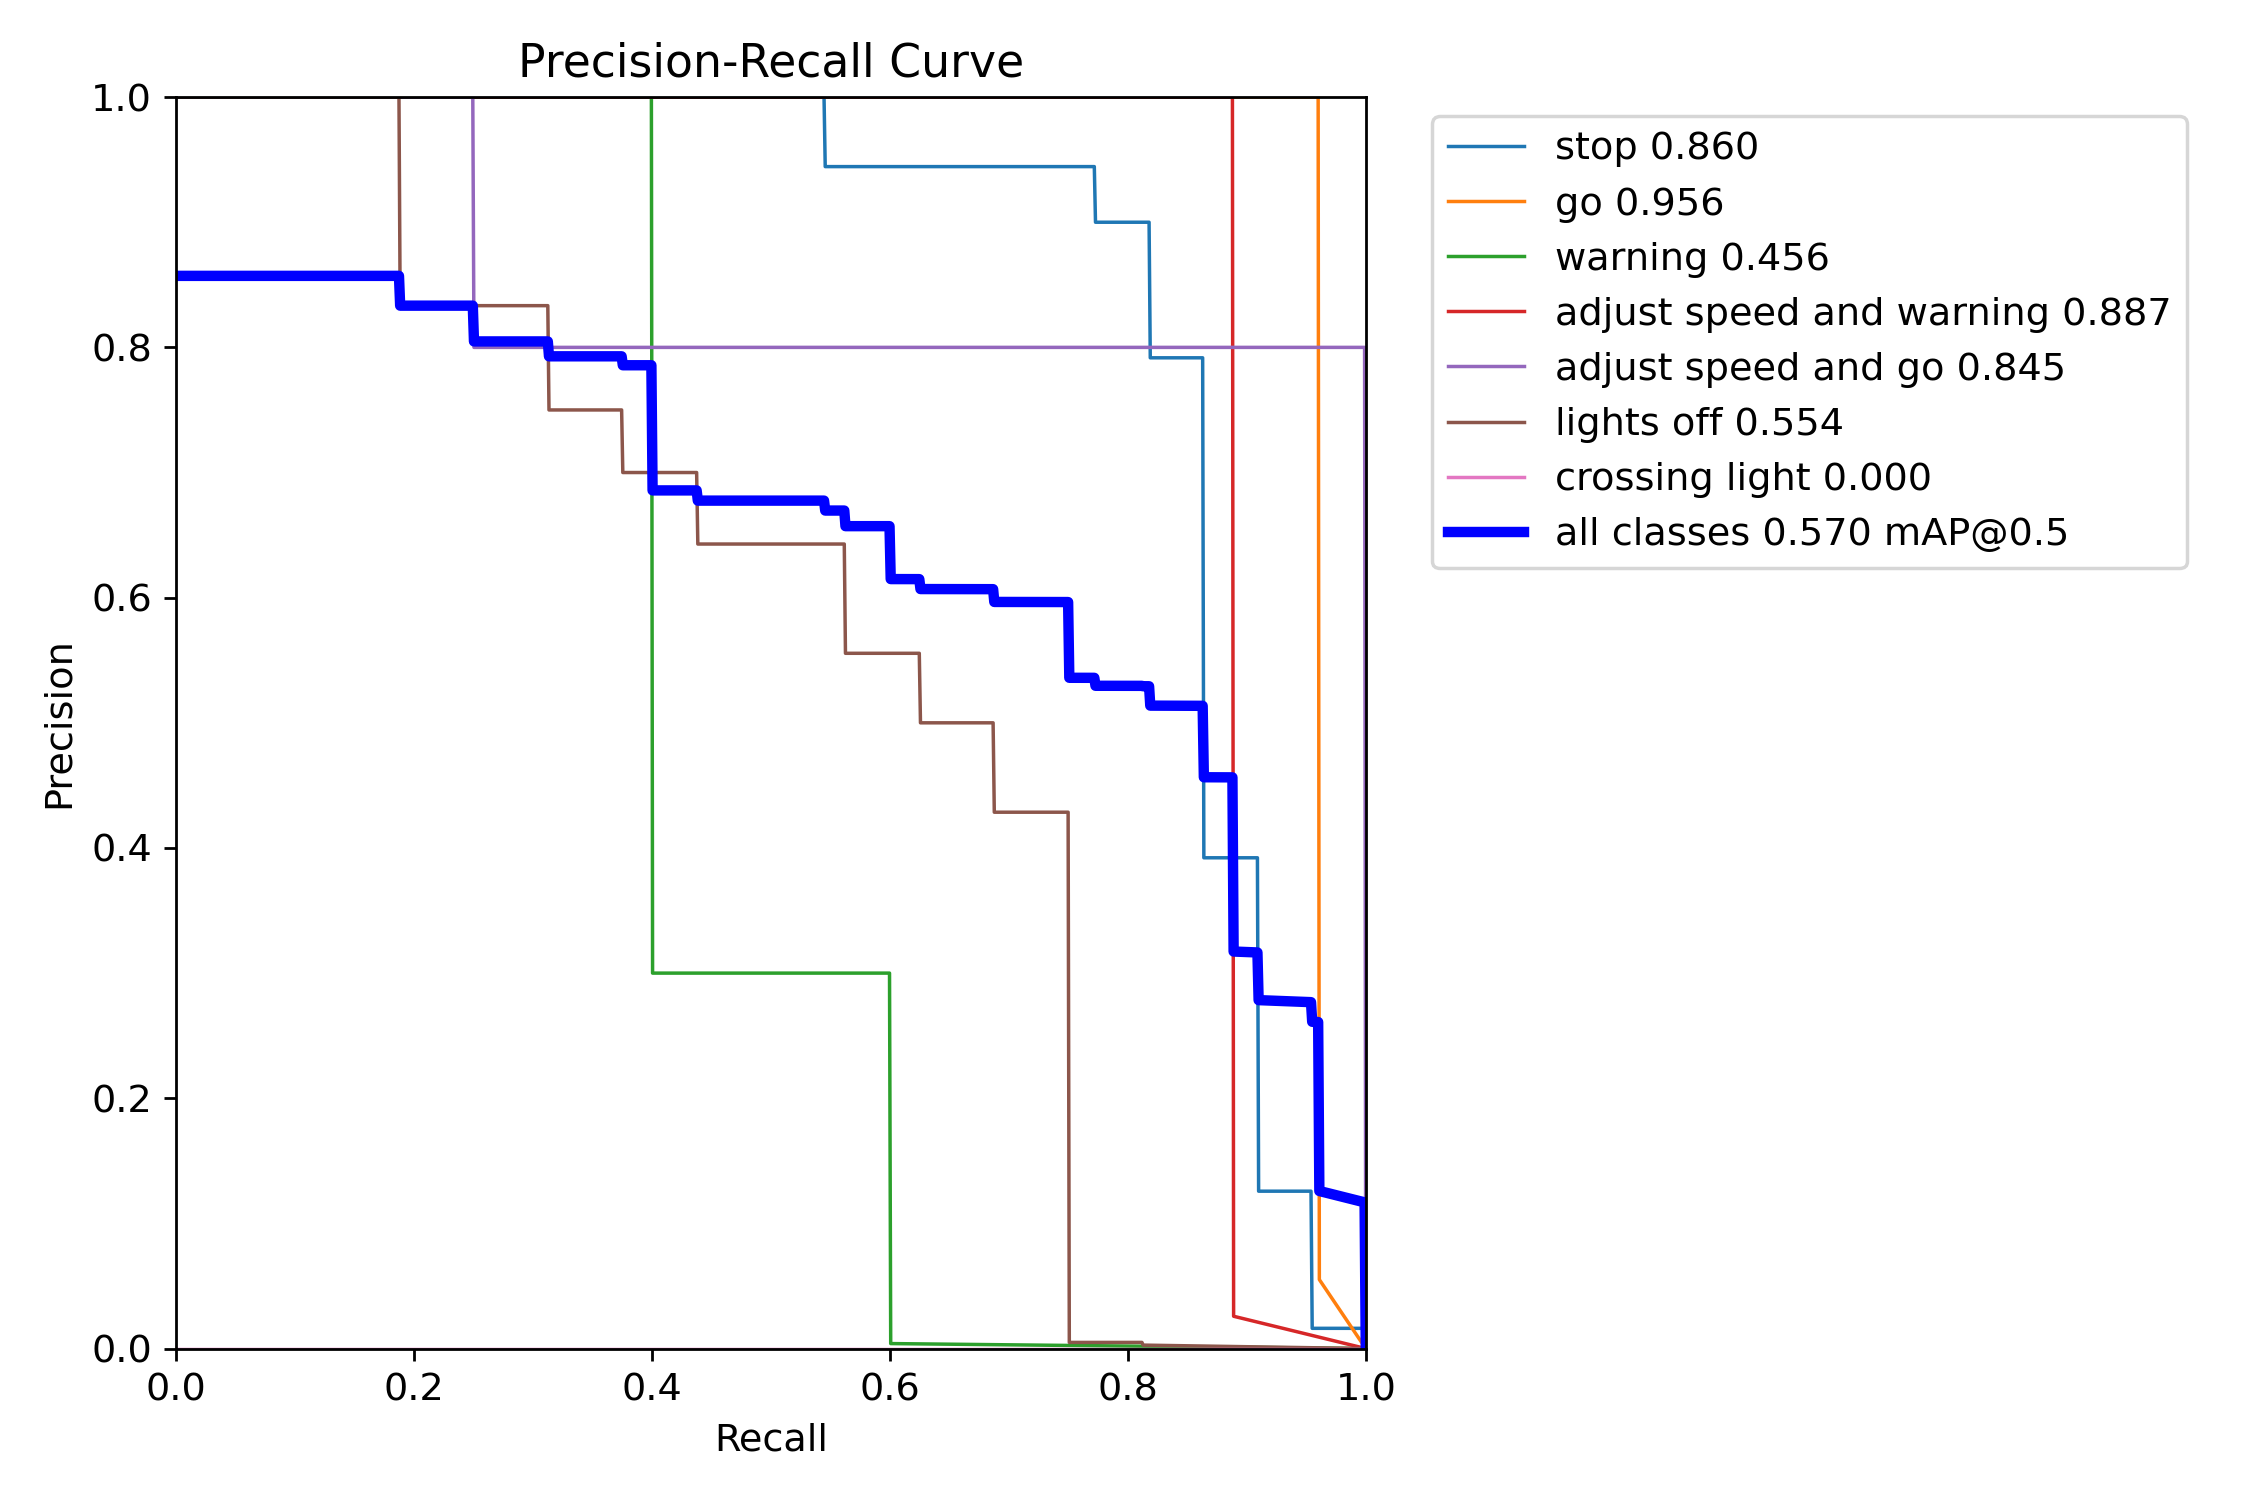 Precision-Recall Curve
1.0
0.8
0.6
0.4
0.2
0.0
Precision
0.0 0.2 0.4 0.6 0.8 1.0
Recall
stop 0.860
go 0.956
warning 0.456
adjust speed and warning 0.887
adjust speed and go 0.845
lights off 0.554
crossing light 0.000
all classes 0.570 mAP@0.5